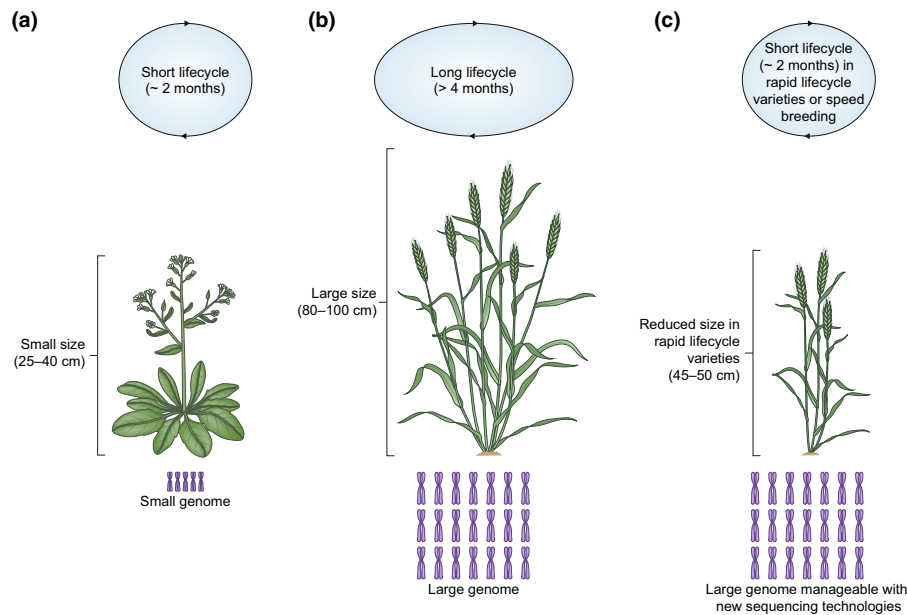 (a)
Short lifecycle
(~ 2 months)
Small size
(25–40 cm)
Small genome
(b)
Long lifecycle
(> 4 months)
Large size
(80–100 cm)
Large genome
(c)
Short lifecycle
(~ 2 months) in
rapid lifecycle
varieties or speed
breeding
Reduced size in
rapid lifecycle
varieties
(45–50 cm)
Large genome manageable with
new sequencing technologies